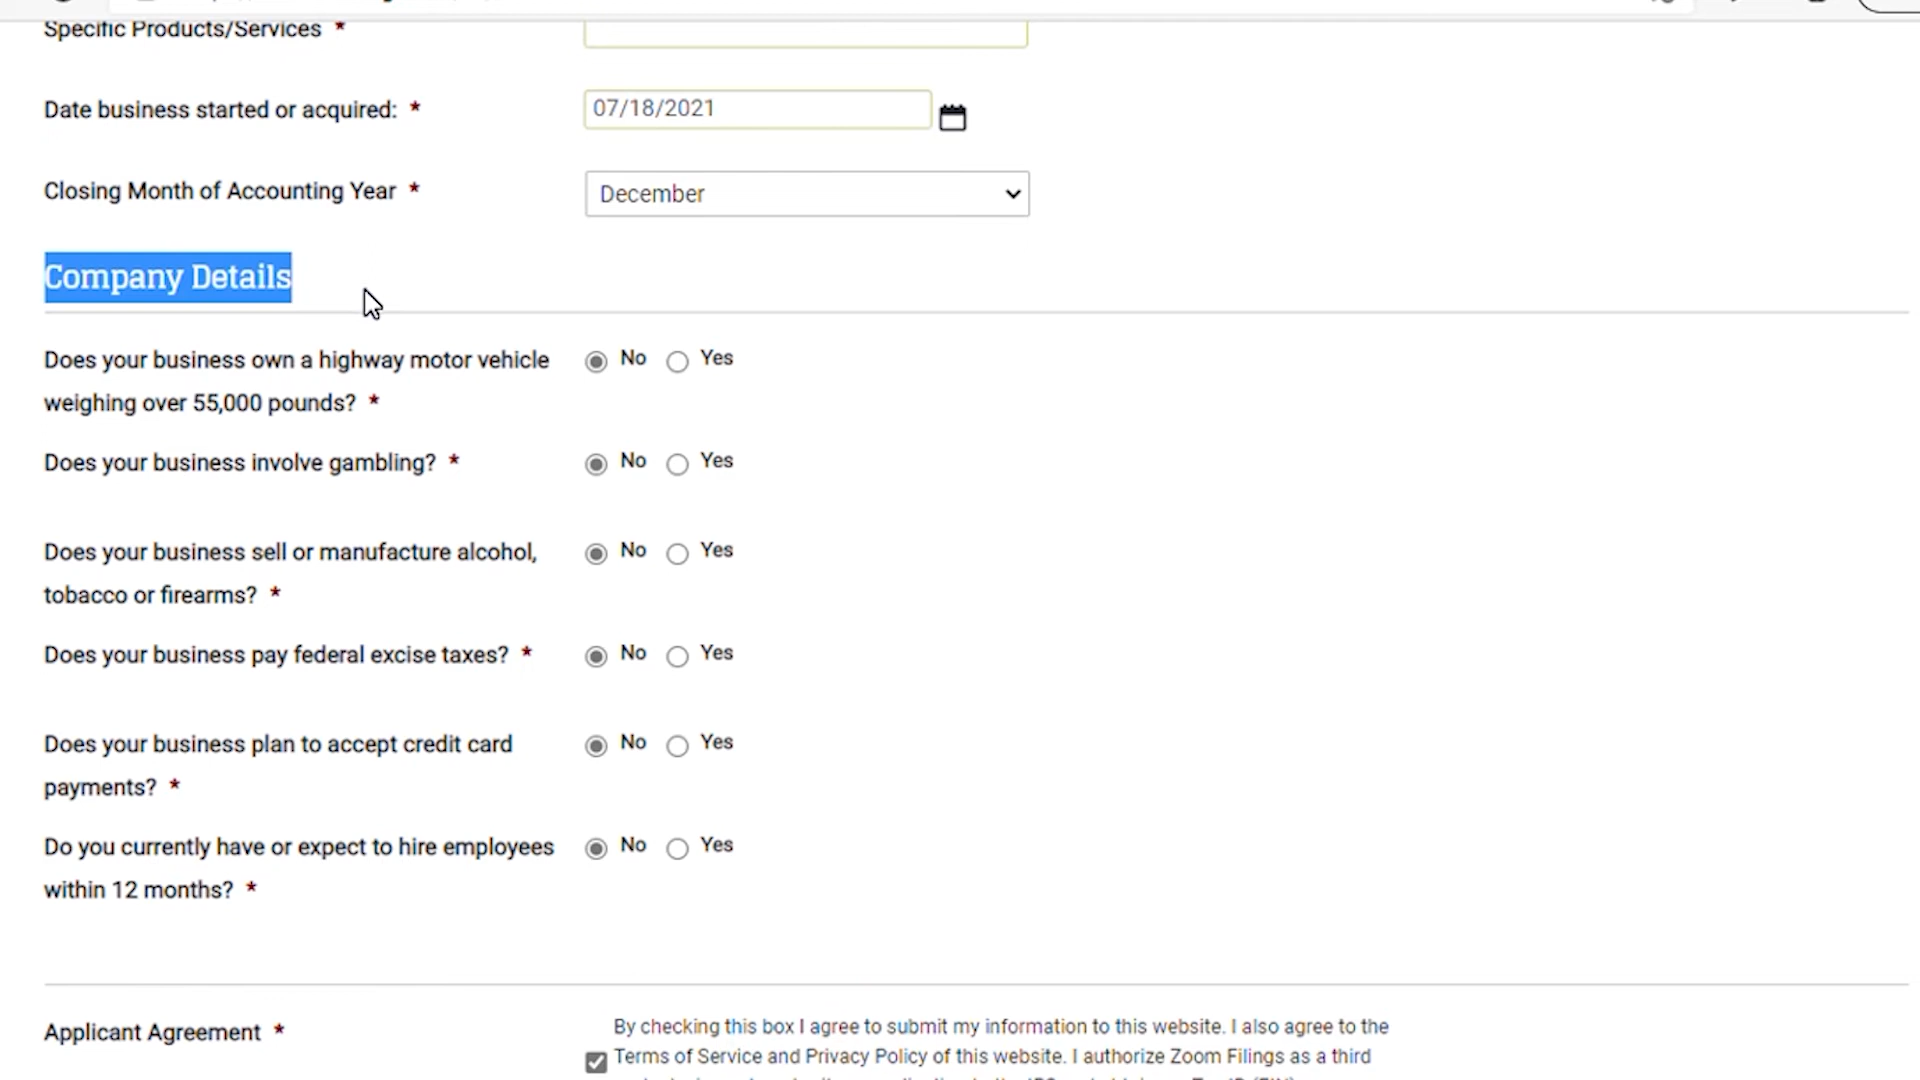 Specific Products/Services *
Date business started or acquired: * 07/18/2021
Closing Month of Accounting Year * December
Company Details
Does your business own a highway motor vehicle No Yes
weighing over 55,000 pounds? *
Does your business involve gambling? * No Yes
Does your business sell or manufacture alcohol, No Yes
tobacco or firearms? *
Does your business pay federal excise taxes? * No Yes
Does your business plan to accept credit card No Yes
payments? *
Do you currently have or expect to hire employees No Yes
within 12 months? *
By checking this box I agree to submit my information to this website. I also agree to the
Applicant Agreement *
Terms of Service and Privacy Policy of this website. I authorize Zoom Filings as a third